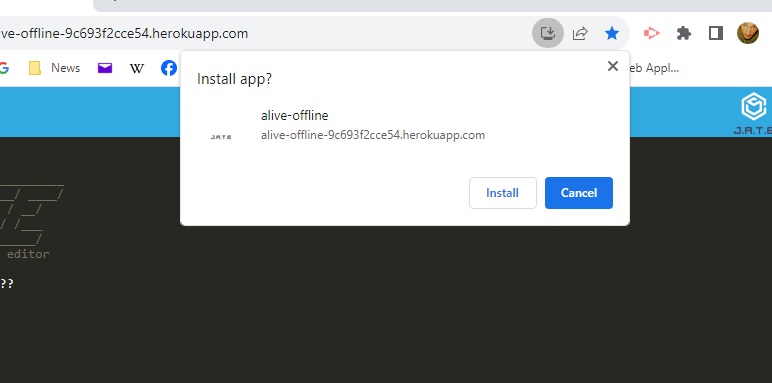 ve-offline-9c693f2cce54.herokuapp.com
News
W
eb Appl...
Install app?
alive-offline
J.A.T.E
alive-offline-9c693f2cce54.herokuapp.com
Install
Cancel
J.A.T.E
editor
??